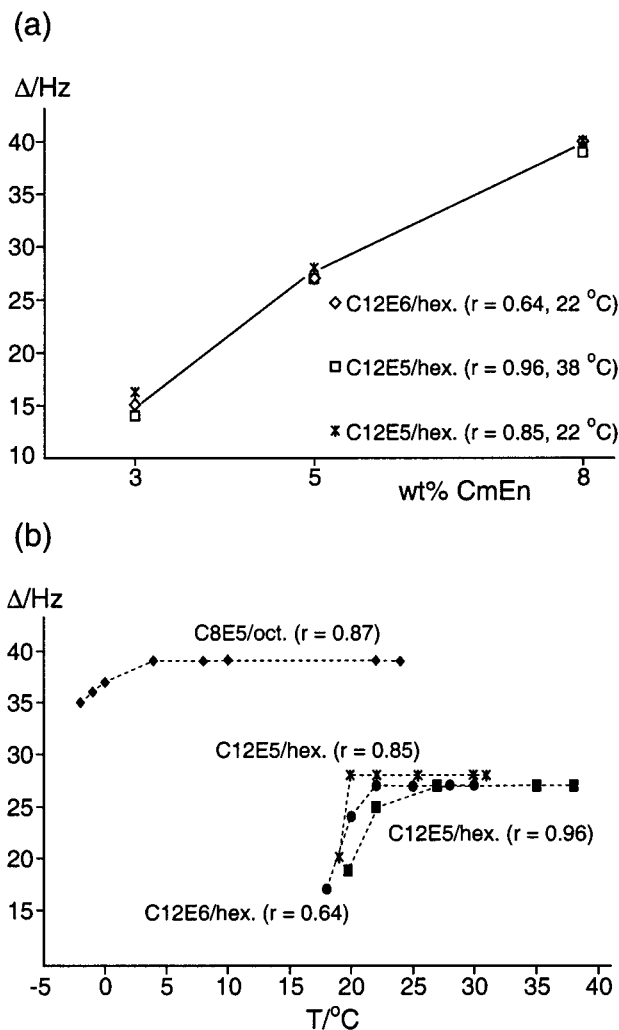 (a)
Δ/Hz
40
35
30
25
20
15
10
◇ C12E6/hex. (r = 0.64, 22 °C)
□ C12E5/hex. (r = 0.96, 38 °C)
ж C12E5/hex. (r = 0.85, 22 °C)
3 5 8
wt% CmEn
(b)
Δ/Hz
C8E5/oct. (r = 0.87)
40
35
C12E5/hex. (r = 0.85)
30
25
C12E5/hex. (r = 0.96)
20
15
C12E6/hex. (r = 0.64)
-5 0 5 10 15 20 25 30 35 40
T/°C